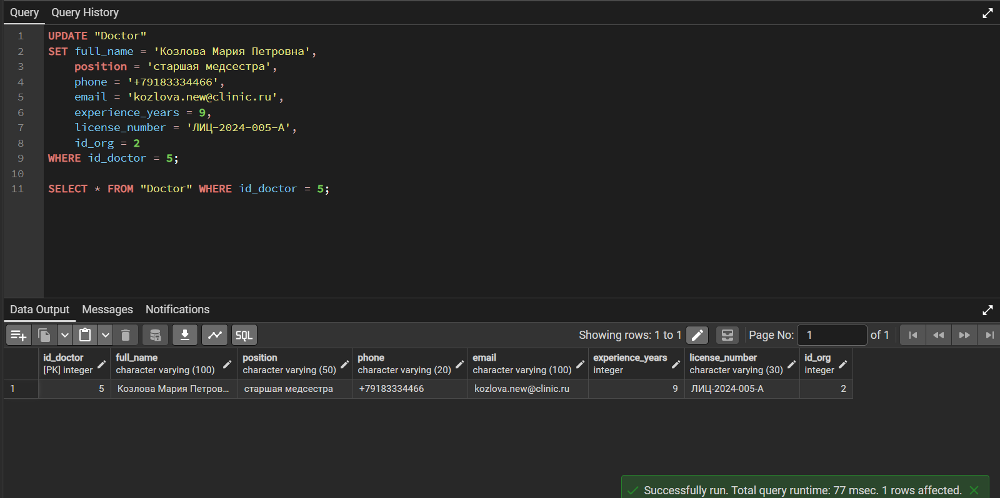 Query Query History
1 UPDATE "Doctor"
2 SET full_name = 'Козлова Мария Петровна',
3 position = 'старшая медсестра',
4 phone = '+79183334466',
5 email = 'kozlova.new@clinic.ru',
6 experience_years = 9,
7 license_number = 'ЛИЦ-2024-005-А',
8 id_org = 2
9 WHERE id_doctor = 5;
10
11 SELECT * FROM "Doctor" WHERE id_doctor = 5;
Data Output Messages Notifications
SQL Showing rows: 1 to 1 Page No: 1 of 1
id_doctor full_name position phone email experience_years license_number id_org
[PK] integer character varying (100) character varying (50) character varying (20) character varying (100) integer character varying (30) integer
1 5 Козлова Мария Петров... старшая медсестра +79183334466 kozlova.new@clinic.ru 9 ЛИЦ-2024-005-А 2
Successfully run. Total query runtime: 77 msec. 1 rows affected.